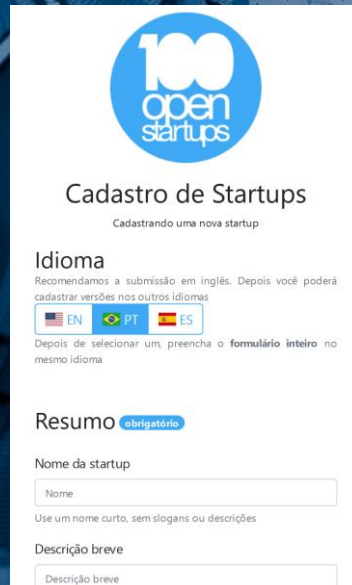 100
open
startups
Cadastro de Startups
Cadastrando uma nova startup
Idioma
Recomendamos a submissão em inglês. Depois você poderá
cadastrar versões nos outros idiomas
EN PT ES
Depois de selecionar um, preencha o formulário inteiro no
mesmo idioma
Resumo obrigatório
Nome da startup
Nome
Use um nome curto, sem slogans ou descrições
Descrição breve
Descrição breve